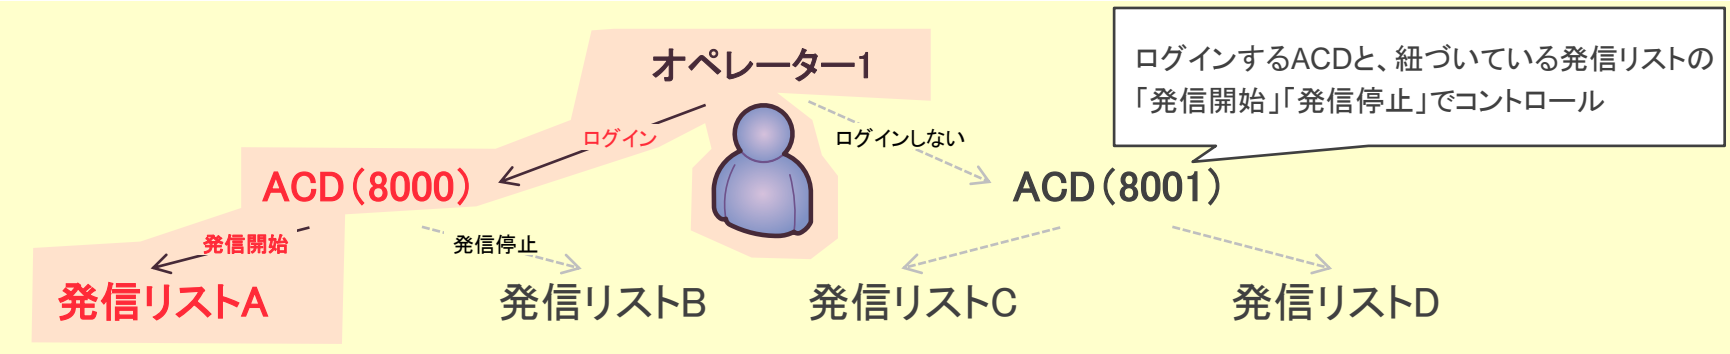 オペレーター1
ログインするACDと、紐づいている発信リストの
「発信開始」「発信停止」でコントロール
ログイン
ログインしない
ACD(8000)
ACD(8001)
発信開始
発信停止
発信リストA
発信リストB
発信リストC
発信リストD